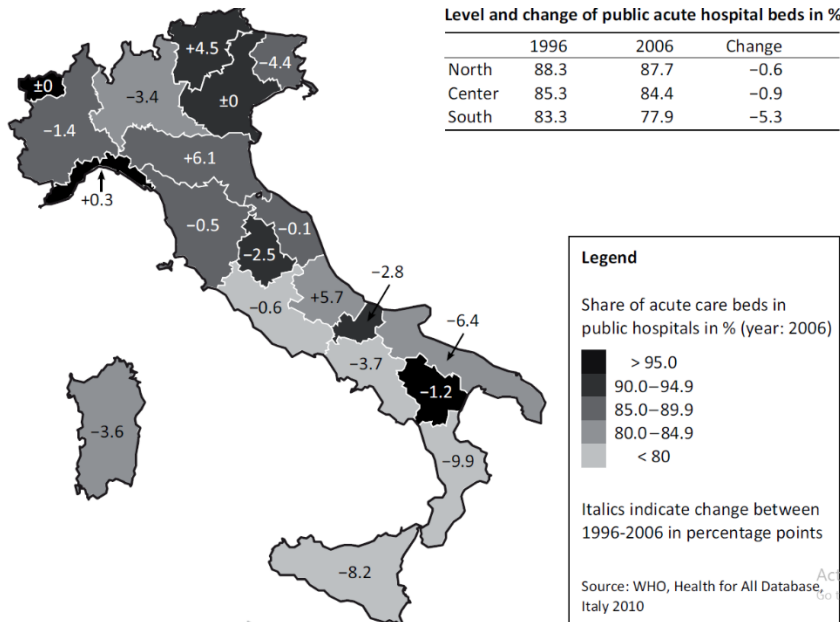 Level and change of public acute hospital beds in %
1996 2006 Change
North 88.3 87.7 −0.6
Center 85.3 84.4 −0.9
South 83.3 77.9 −5.3
+4.5
−4.4
±0
−3.4
±0
−1.4
+6.1
+0.3
−0.5
−0.1
−2.5
−2.8
−0.6
+5.7
−6.4
−3.7
−1.2
−3.6
−9.9
−8.2
Legend
Share of acute care beds in
public hospitals in % (year: 2006)
> 95.0
90.0−94.9
85.0−89.9
80.0−84.9
< 80
Italics indicate change between
1996-2006 in percentage points
Source: WHO, Health for All Database,
Italy 2010